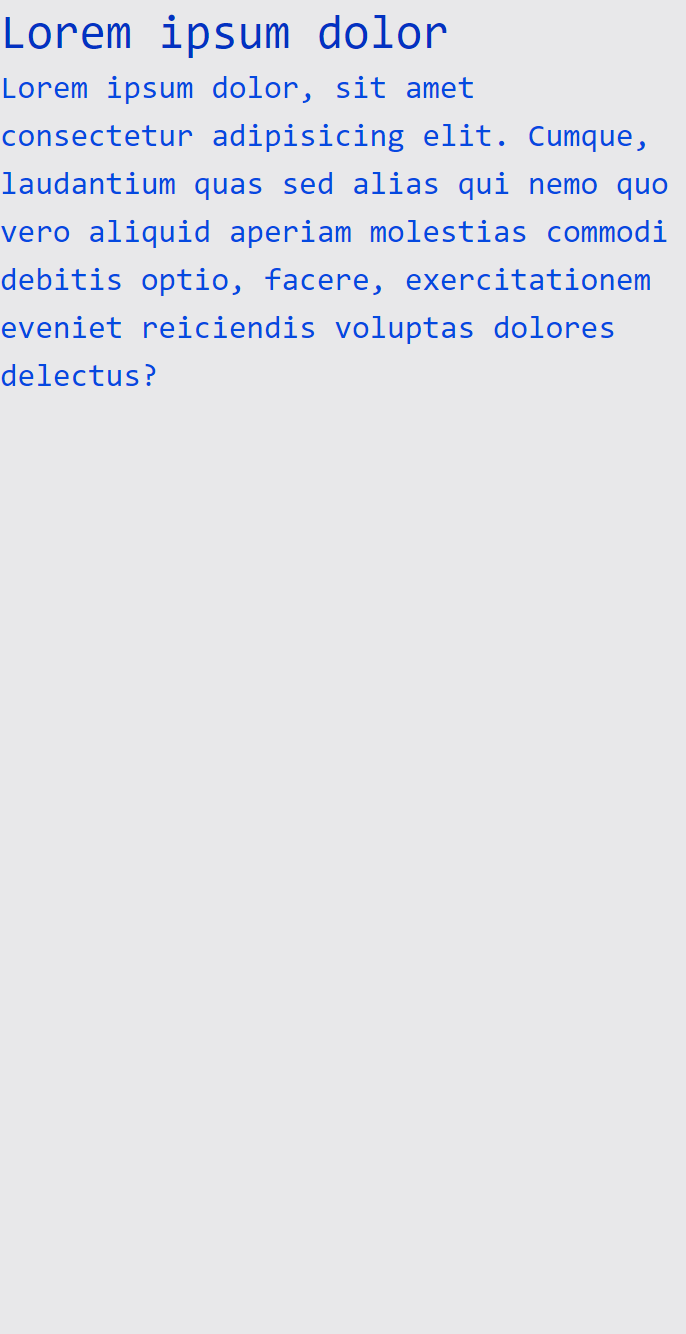 Lorem ipsum dolor
Lorem ipsum dolor, sit amet
consectetur adipisicing elit. Cumque,
laudantium quas sed alias qui nemo quo
vero aliquid aperiam molestias commodi
debitis optio, facere, exercitationem
eveniet reiciendis voluptas dolores
delectus?